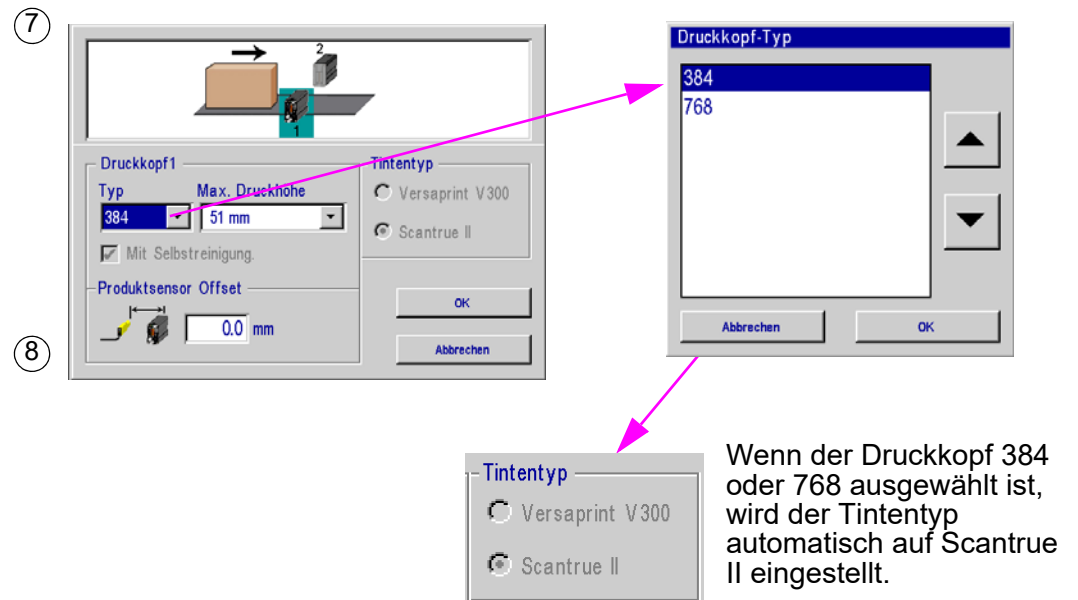 7
2
1
Druckkopf1
Typ
Max. Druckhöhe
384
51 mm
Mit Selbstreinigung.
Tintentyp
Versaprint V300
Scantrue II
Produktsensor Offset
0.0 mm
OK
Abbrechen
8
Druckkopf-Typ
384
768
Abbrechen
OK
Tintentyp
Versaprint V300
Scantrue II
Wenn der Druckkopf 384
oder 768 ausgewählt ist,
wird der Tintentyp
automatisch auf Scantrue
II eingestellt.